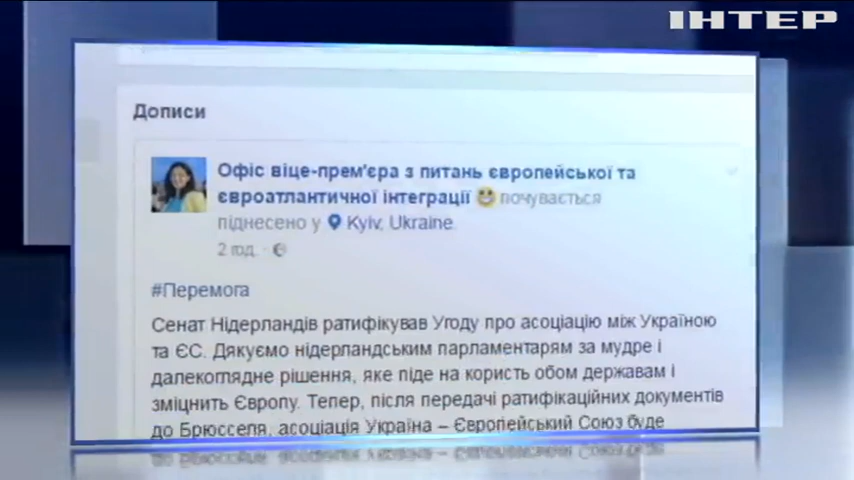 ІНТЕР
Дописи
Офіс віце-прем'єра з питань європейської та
євроатлантичної інтеграції почувається
піднесено у Kyiv, Ukraine
2 год.
#Перемога
Сенат Нідерландів ратифікував Угоду про асоціацію між Україною
та ЄС. Дякуємо нідерландським парламентарям за мудре і
далекоглядне рішення, яке піде на користь обом державам і
зміцнить Європу. Тепер, після передачі ратифікаційних документів
до Брюсселя, асоціація Україна – Європейський Союз буде